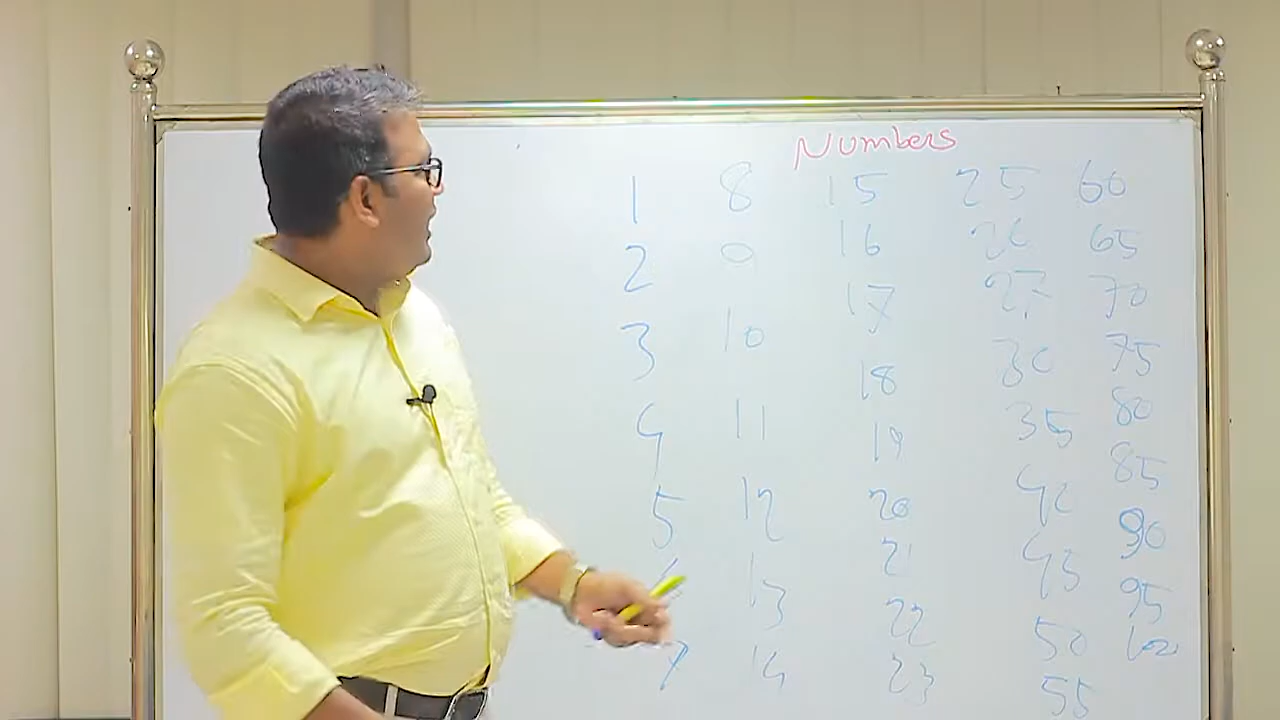 Numbers
1 8 15 25 60
2 9 16 26 65
3 10 17 27 70
4 11 18 30 75
5 12 19 35 80
13 20 40 85
7 14 21 45 90
22 50 95
23 55 100